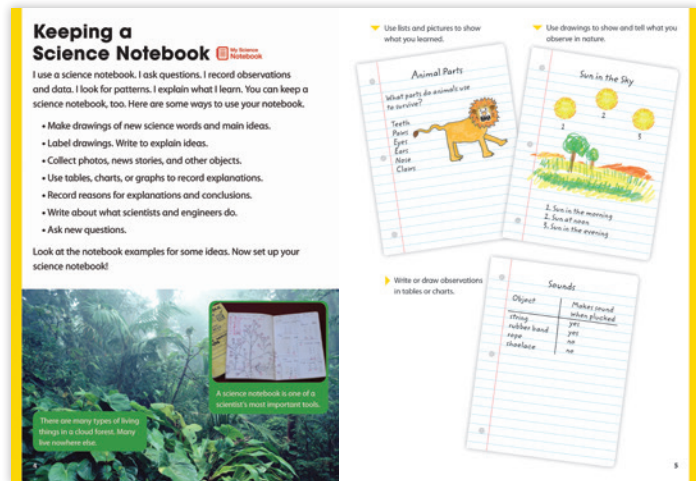 Keeping a
Science Notebook
My Science
Notebook
I use a science notebook. I ask questions. I record observations
and data. I look for patterns. I explain what I learn. You can keep a
science notebook, too. Here are some ways to use your notebook.
• Make drawings of new science words and main ideas.
• Label drawings. Write to explain ideas.
• Collect photos, news stories, and other objects.
• Use tables, charts, or graphs to record explanations.
• Record reasons for explanations and conclusions.
• Write about what scientists and engineers do.
• Ask new questions.
Look at the notebook examples for some ideas. Now set up your
science notebook!
A science notebook is one of a
scientist's most important tools.
There are many types of living
things in a cloud forest. Many
live nowhere else.
4
Use lists and pictures to show
what you learned.
Animal Parts
What parts do animals use
to survive?
Teeth
Paws
Eyes
Ears
Nose
Claws
Use drawings to show and tell what you
observe in nature.
Sun in the Sky
1
2
3
1. Sun in the morning
2. Sun at noon
3. Sun in the evening
Write or draw observations
in tables or charts.
Sounds
Object Makes sound
when plucked
string yes
rubber band yes
rope no
shoelace no
5